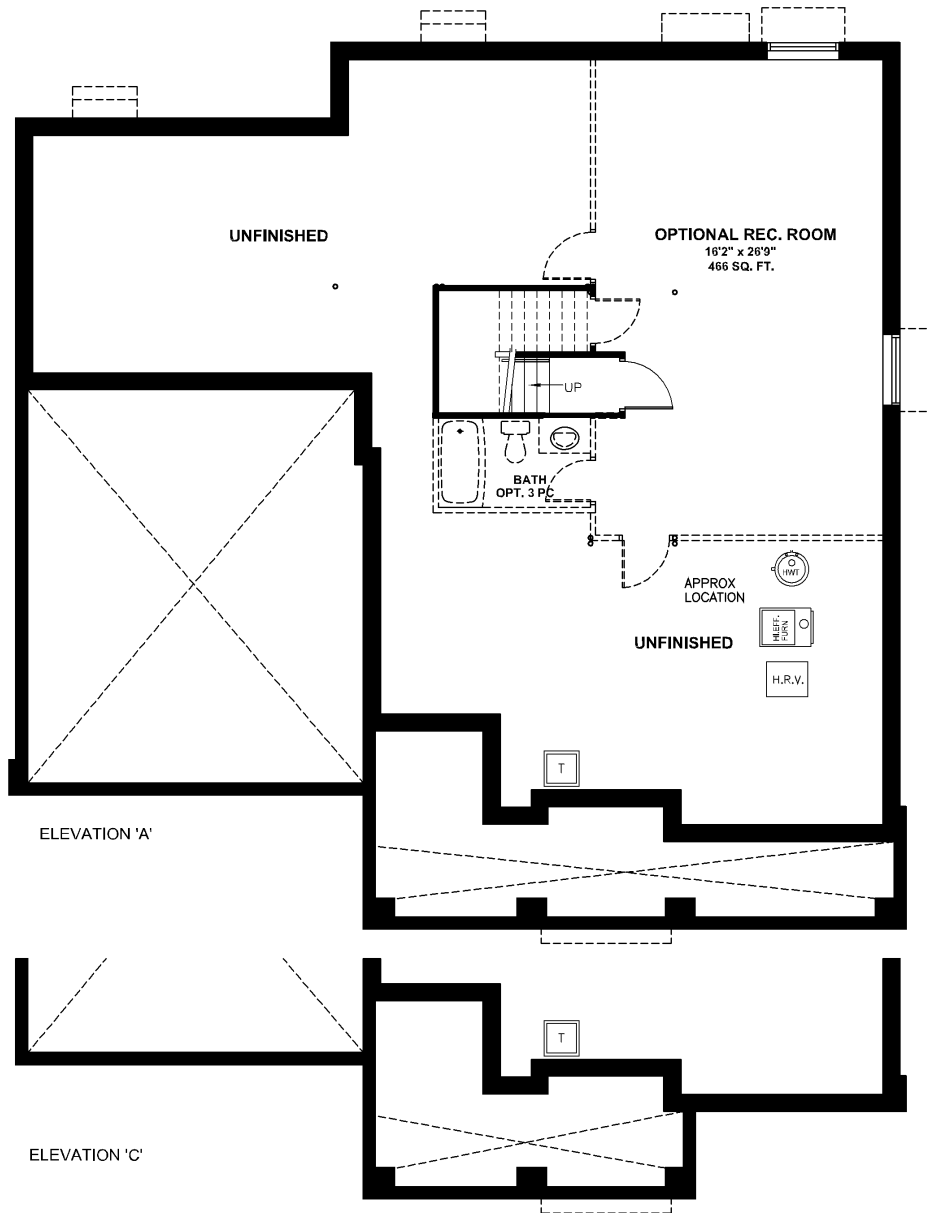 UNFINISHED
OPTIONAL REC. ROOM
16'2" x 26'9"
466 SQ. FT.
UP
BATH
OPT. 3 PC
HWT
APPROX
LOCATION
HI.EFF.
FURN
UNFINISHED
H.R.V.
T
ELEVATION 'A'
T
ELEVATION 'C'